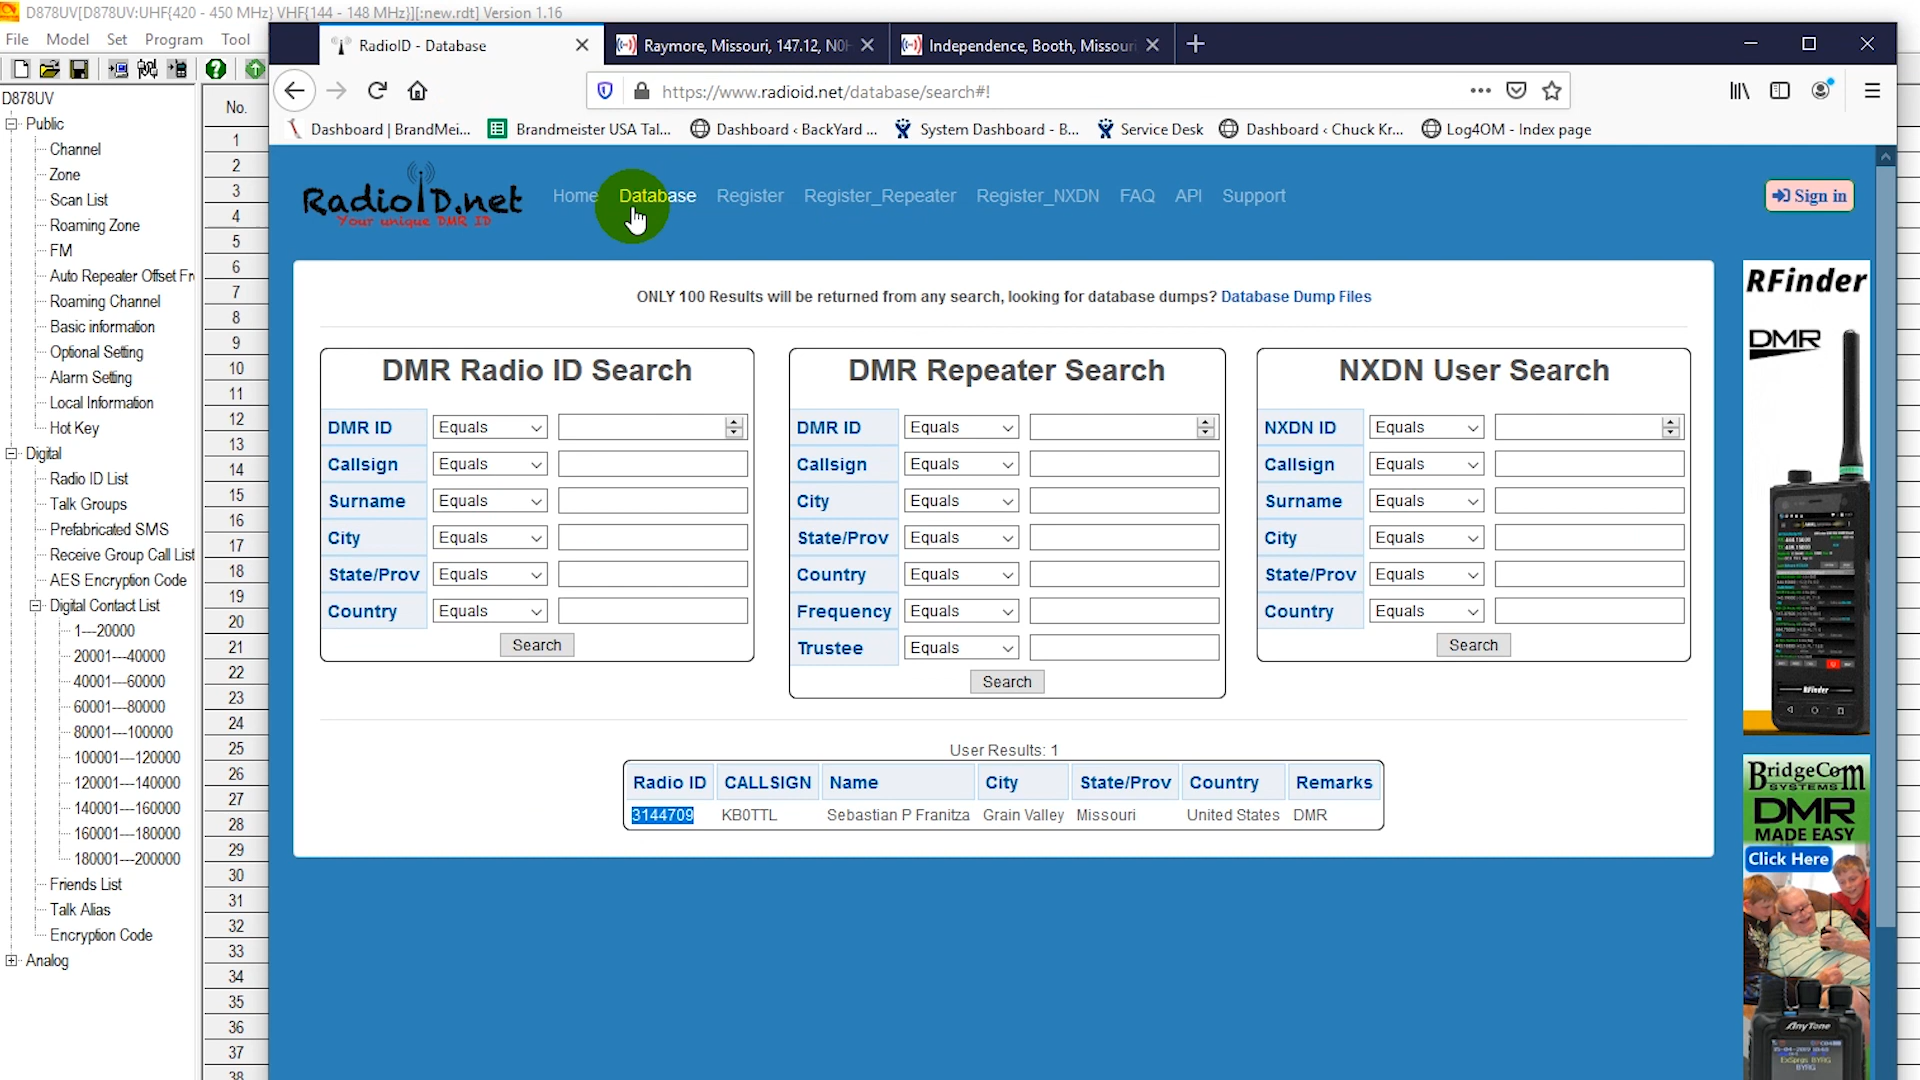 D878UV[D878UV:UHF{420 - 450 MHz} VHF{144 - 148 MHz}][:new.rdt] Version 1.16
File Model Set Program Tool
RadioID - Database
Raymore, Missouri, 147.12, N0H
Independence, Booth, Missouri
https://www.radioid.net/database/search#!
Dashboard | BrandMei...
Brandmeister USA Tal...
Dashboard ‹ BackYard ...
System Dashboard - B...
Service Desk
Dashboard ‹ Chuck Kr...
Log4OM - Index page
D878UV
Public
Channel
Zone
Scan List
Roaming Zone
FM
Auto Repeater Offset Fr
Roaming Channel
Basic information
Optional Setting
Alarm Setting
Local Information
Hot Key
Digital
Radio ID List
Talk Groups
Prefabricated SMS
Receive Group Call List
AES Encryption Code
Digital Contact List
1---20000
20001---40000
40001---60000
60001---80000
80001---100000
100001---120000
120001---140000
140001---160000
160001---180000
180001---200000
Friends List
Talk Alias
Encryption Code
Analog
No.
1
2
3
4
5
6
7
8
9
10
11
12
13
14
15
16
17
18
19
20
21
22
23
24
25
26
27
28
29
30
31
32
33
34
35
36
37
38
RadioID.net
Your unique DMR ID
Home Database Register Register_Repeater Register_NXDN FAQ API Support
Sign in
ONLY 100 Results will be returned from any search, looking for database dumps? Database Dump Files
DMR Radio ID Search
DMR ID Equals
Callsign Equals
Surname Equals
City Equals
State/Prov Equals
Country Equals
Search
DMR Repeater Search
DMR ID Equals
Callsign Equals
City Equals
State/Prov Equals
Country Equals
Frequency Equals
Trustee Equals
Search
NXDN User Search
NXDN ID Equals
Callsign Equals
Surname Equals
City Equals
State/Prov Equals
Country Equals
Search
User Results: 1
Radio ID CALLSIGN Name City State/Prov Country Remarks
3144709 KB0TTL Sebastian P Franitza Grain Valley Missouri United States DMR
RFinder
DMR
RFinder
BridgeCom
SYSTEMS
DMR
MADE EASY
Click Here
AnyTone